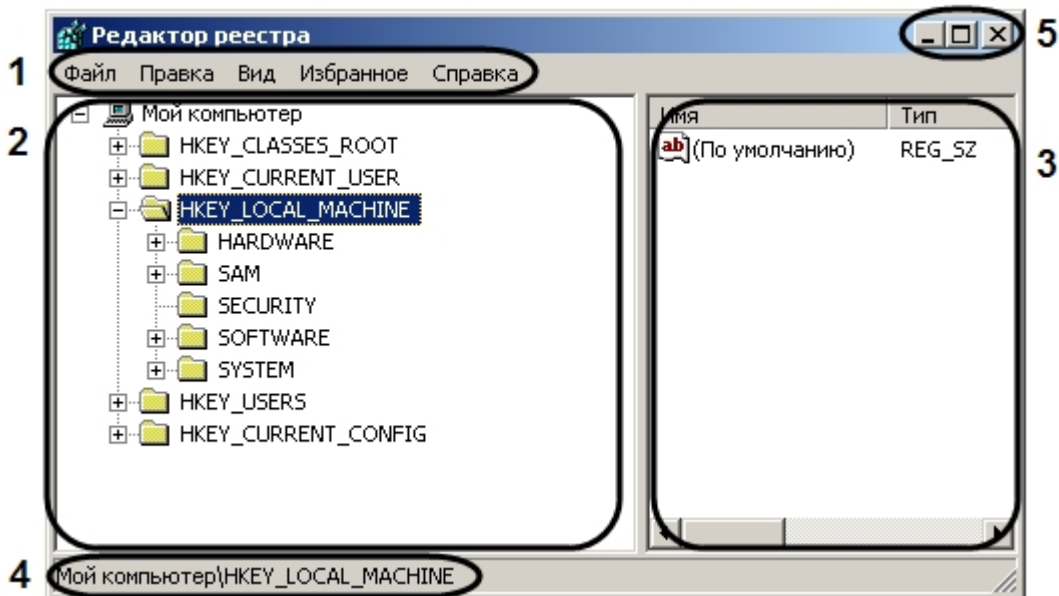 Редактор реестра
5
1
Файл Правка Вид Избранное Справка
2
Мой компьютер
HKEY_CLASSES_ROOT
HKEY_CURRENT_USER
HKEY_LOCAL_MACHINE
HARDWARE
SAM
SECURITY
SOFTWARE
SYSTEM
HKEY_USERS
HKEY_CURRENT_CONFIG
Имя Тип
ab (По умолчанию) REG_SZ
3
4
Мой компьютер\HKEY_LOCAL_MACHINE